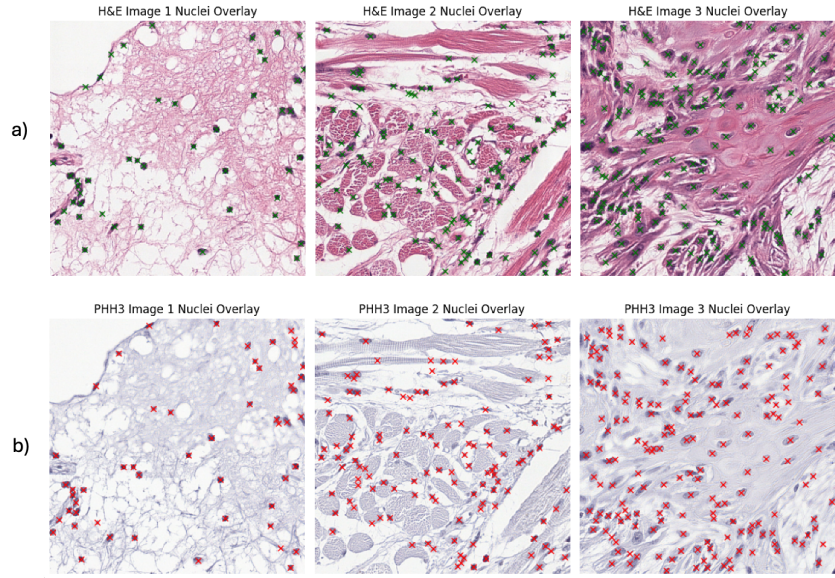 H&E Image 1 Nuclei Overlay
H&E Image 2 Nuclei Overlay
H&E Image 3 Nuclei Overlay
a)
PHH3 Image 1 Nuclei Overlay
PHH3 Image 2 Nuclei Overlay
PHH3 Image 3 Nuclei Overlay
b)